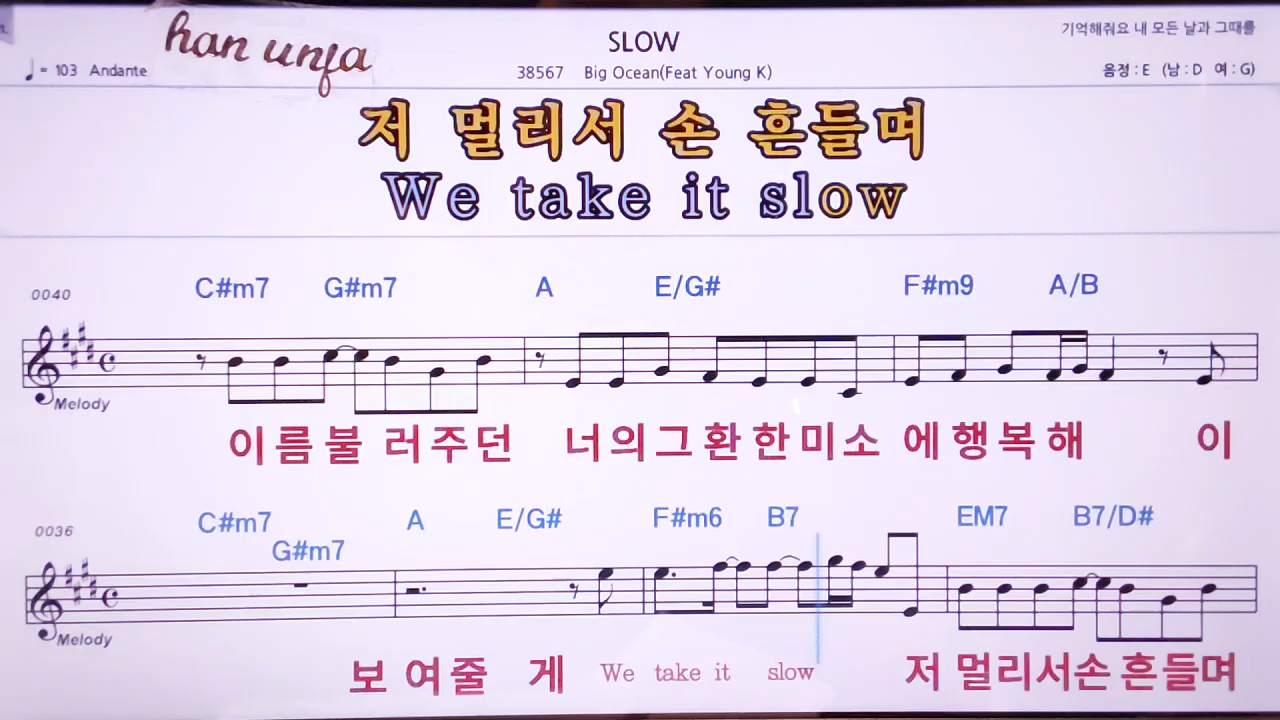 han unja
SLOW
기억해줘요 내 모든 날과 그때를
♩= 103 Andante
38567 Big Ocean(Feat Young K)
음정 : E (남 : D 여 : G)
저 멀리서 손 흔들며
We take it slow
C#m7 G#m7 A E/G# F#m9 A/B
0040
Melody
이름불 러주던 너의그환한미소 에행복해 이
C#m7 A E/G# F#m6 B7 EM7 B7/D#
0036
G#m7
Melody
보여줄 게 We take it slow 저멀리서손흔들며